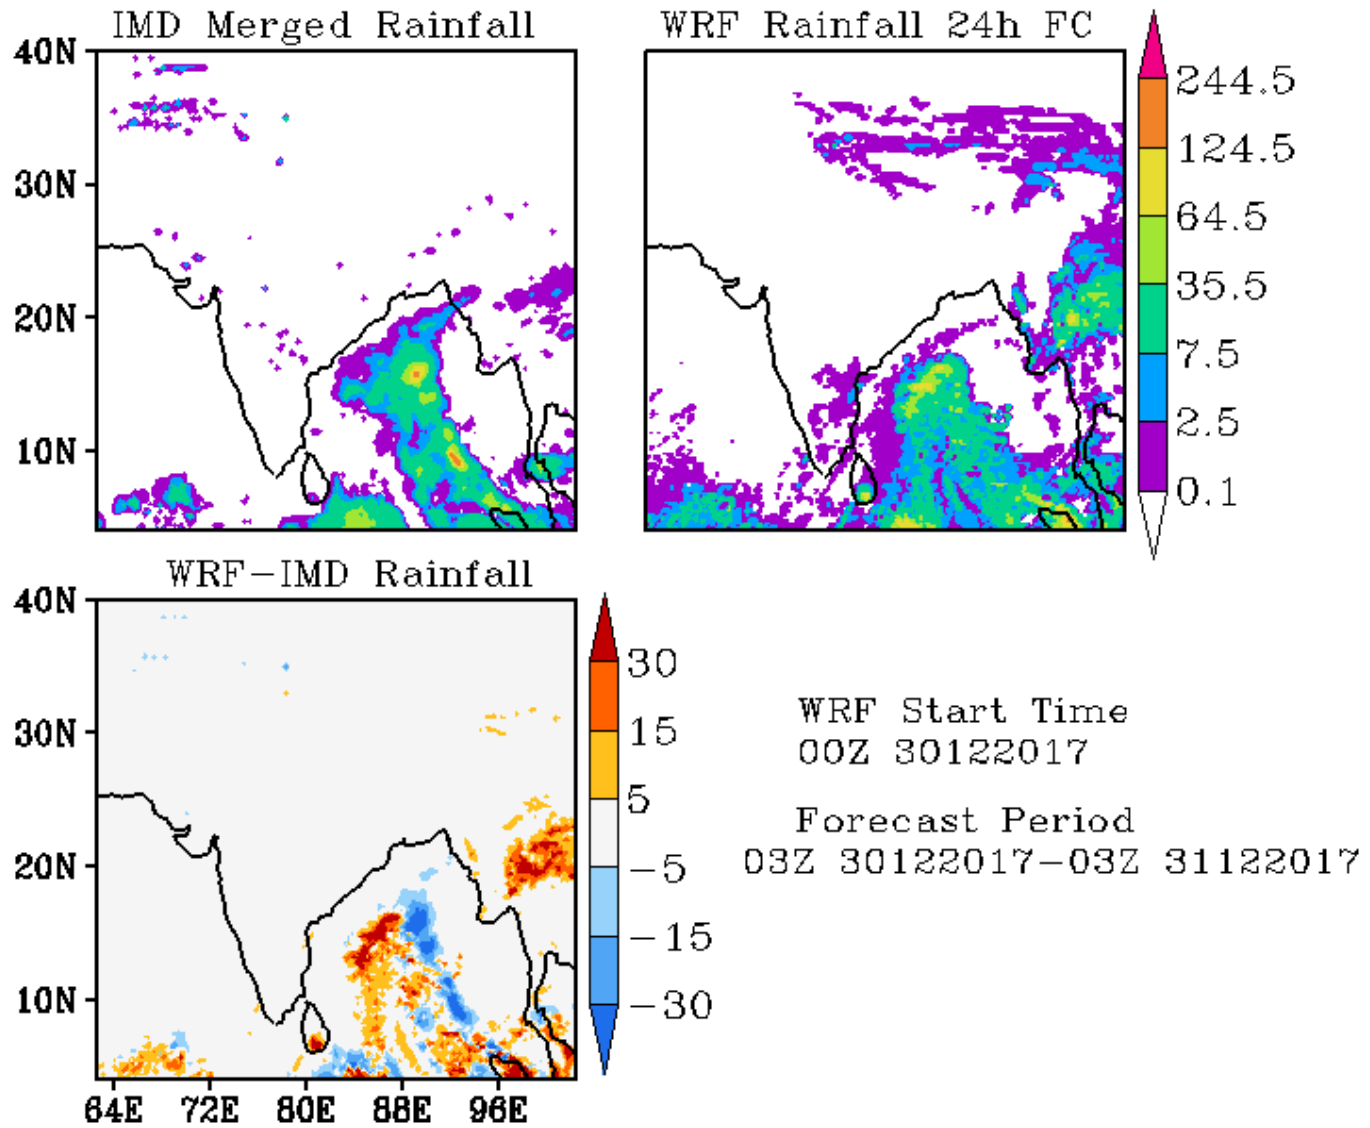 IMD Merged Rainfall
WRF Rainfall 24h FC
40N
30N
20N
10N
244.5
124.5
64.5
35.5
7.5
2.5
0.1
WRF-IMD Rainfall
40N
30N
20N
10N
64E 72E 80E 88E 96E
30
15
5
-5
-15
-30
WRF Start Time
00Z 30122017
Forecast Period
03Z 30122017-03Z 31122017